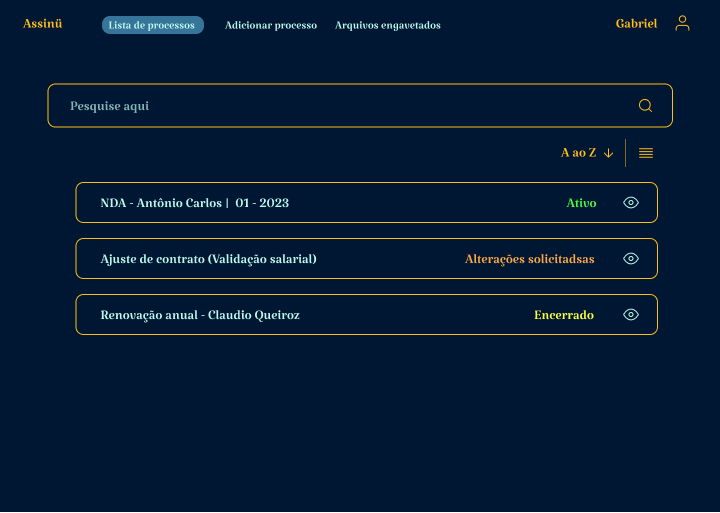 Assinü Lista de processos Adicionar processo Arquivos engavetados Gabriel
Pesquise aqui
A ao Z
NDA - Antônio Carlos | 01 - 2023 Ativo
Ajuste de contrato (Validação salarial) Alterações solicitadsas
Renovação anual - Claudio Queiroz Encerrado